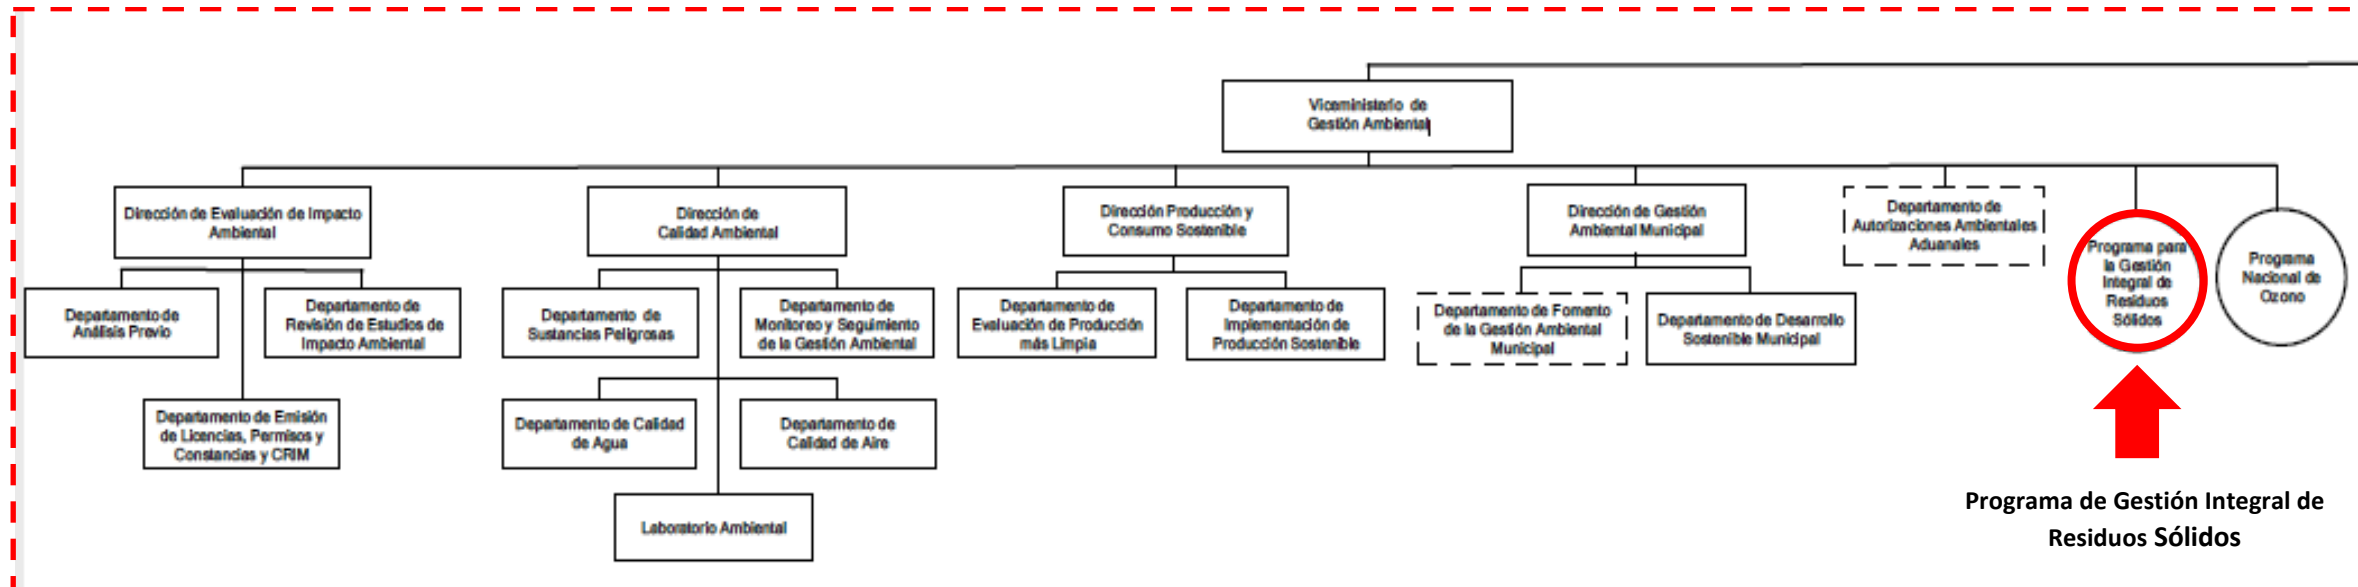 Viceministerio de
Gestión Ambiental
Dirección de Evaluación de Impacto
Ambiental
Dirección de
Calidad Ambiental
Dirección Producción y
Consumo Sostenible
Dirección de Gestión
Ambiental Municipal
Departamento de
Autorizaciones Ambientales
Aduanales
Programa para
la Gestión
Integral de
Residuos
Sólidos
Programa
Nacional de
Ozono
Departamento de
Análisis Previo
Departamento de
Revisión de Estudios de
Impacto Ambiental
Departamento de
Sustancias Peligrosas
Departamento de
Monitoreo y Seguimiento
de la Gestión Ambiental
Departamento de
Evaluación de Producción
más Limpia
Departamento de
Implementación de
Producción Sostenible
Departamento de Fomento
de la Gestión Ambiental
Municipal
Departamento de Desarrollo
Sostenible Municipal
Departamento de Emisión
de Licencias, Permisos y
Constancias y CRIM
Departamento de Calidad
de Agua
Departamento de
Calidad de Aire
Laboratorio Ambiental
Programa de Gestión Integral de
Residuos Sólidos